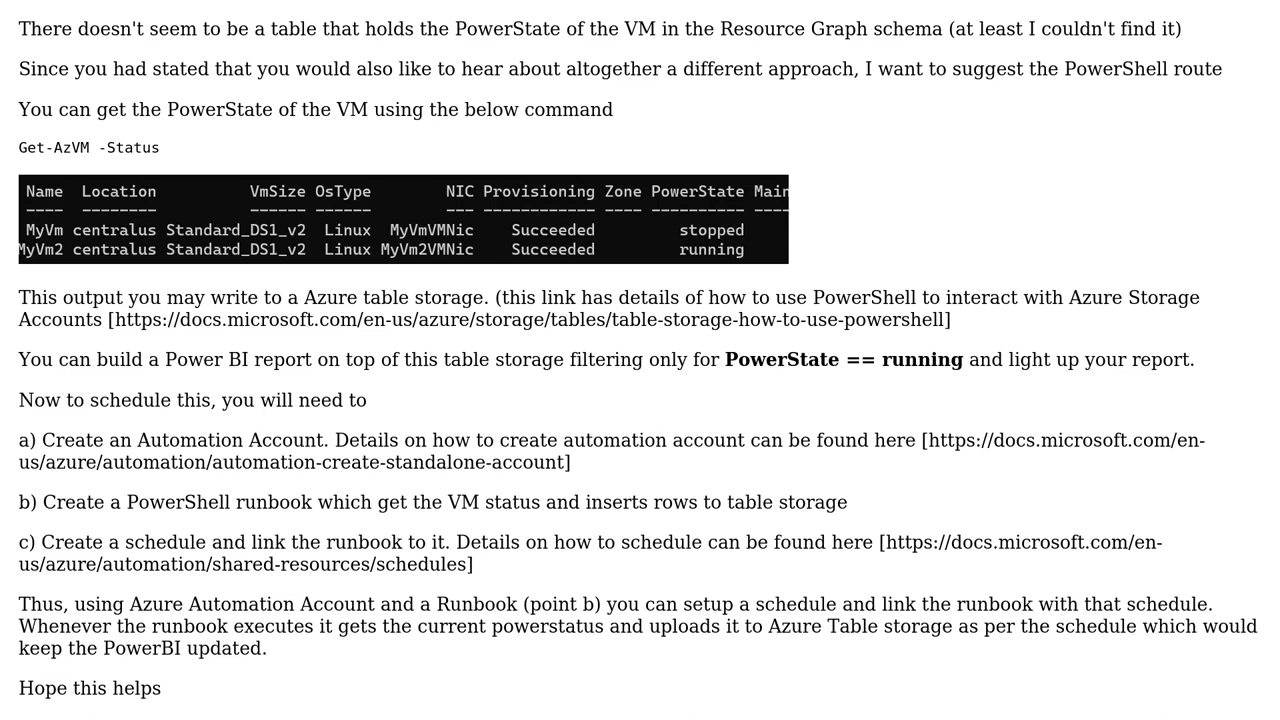 There doesn't seem to be a table that holds the PowerState of the VM in the Resource Graph schema (at least I couldn't find it)
Since you had stated that you would also like to hear about altogether a different approach, I want to suggest the PowerShell route
You can get the PowerState of the VM using the below command
Get-AzVM -Status
Name Location VmSize OsType NIC Provisioning Zone PowerState Main
---- -------- ------ ------ --- ------------ ---- ---------- ----
MyVm centralus Standard_DS1_v2 Linux MyVmVMNic Succeeded stopped
MyVm2 centralus Standard_DS1_v2 Linux MyVm2VMNic Succeeded running
This output you may write to a Azure table storage. (this link has details of how to use PowerShell to interact with Azure Storage
Accounts [https://docs.microsoft.com/en-us/azure/storage/tables/table-storage-how-to-use-powershell]
You can build a Power BI report on top of this table storage filtering only for PowerState == running and light up your report.
Now to schedule this, you will need to
a) Create an Automation Account. Details on how to create automation account can be found here [https://docs.microsoft.com/en-
us/azure/automation/automation-create-standalone-account]
b) Create a PowerShell runbook which get the VM status and inserts rows to table storage
c) Create a schedule and link the runbook to it. Details on how to schedule can be found here [https://docs.microsoft.com/en-
us/azure/automation/shared-resources/schedules]
Thus, using Azure Automation Account and a Runbook (point b) you can setup a schedule and link the runbook with that schedule.
Whenever the runbook executes it gets the current powerstatus and uploads it to Azure Table storage as per the schedule which would
keep the PowerBI updated.
Hope this helps